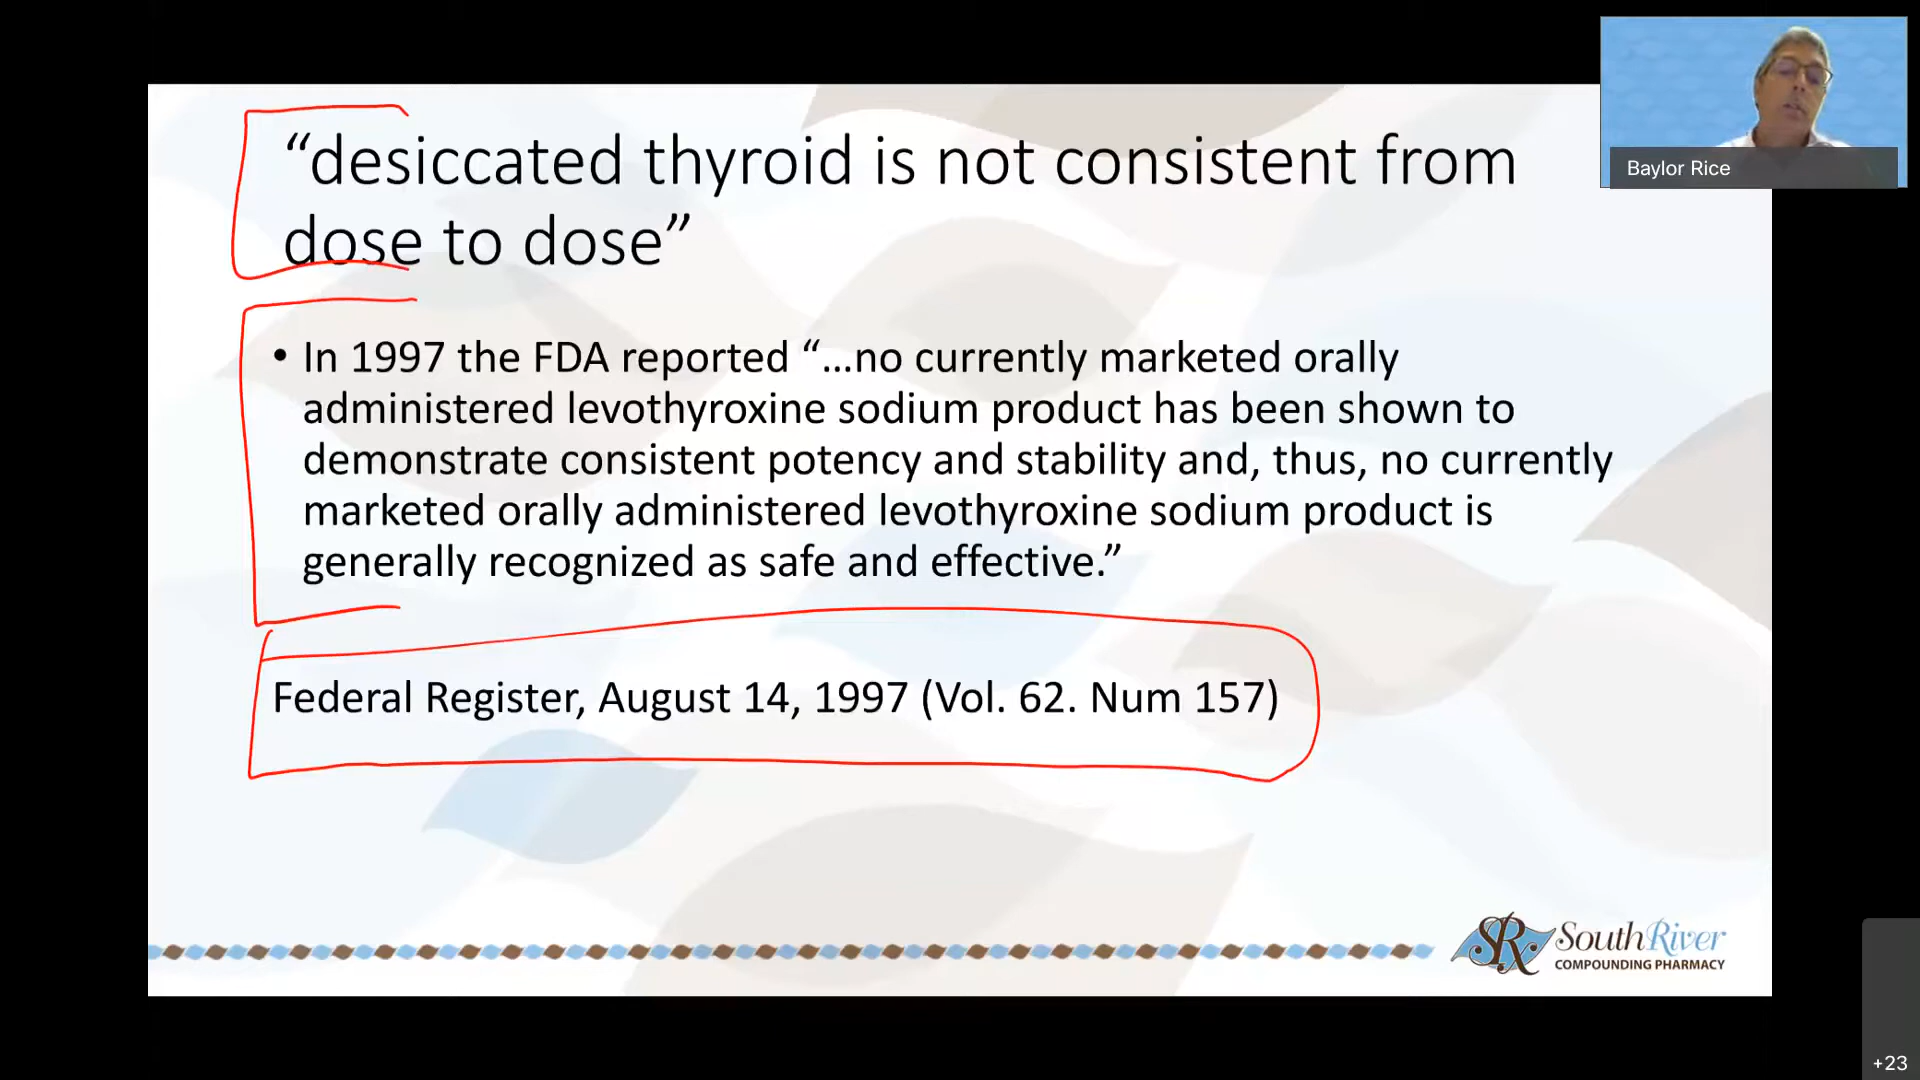 “desiccated thyroid is not consistent from
dose to dose”
Baylor Rice
• In 1997 the FDA reported “...no currently marketed orally
administered levothyroxine sodium product has been shown to
demonstrate consistent potency and stability and, thus, no currently
marketed orally administered levothyroxine sodium product is
generally recognized as safe and effective.”
Federal Register, August 14, 1997 (Vol. 62. Num 157)
SR SouthRiver
COMPOUNDING PHARMACY
+23